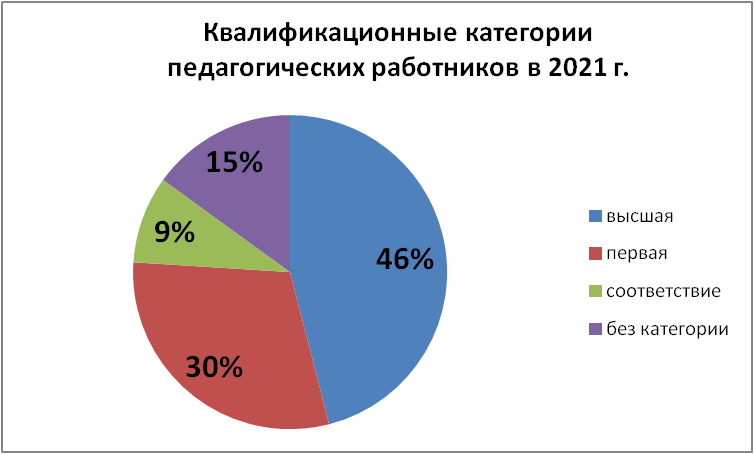 Квалификационные категории
педагогических работников в 2021 г.
15%
9%
46%
30%
высшая
первая
соответствие
без категории